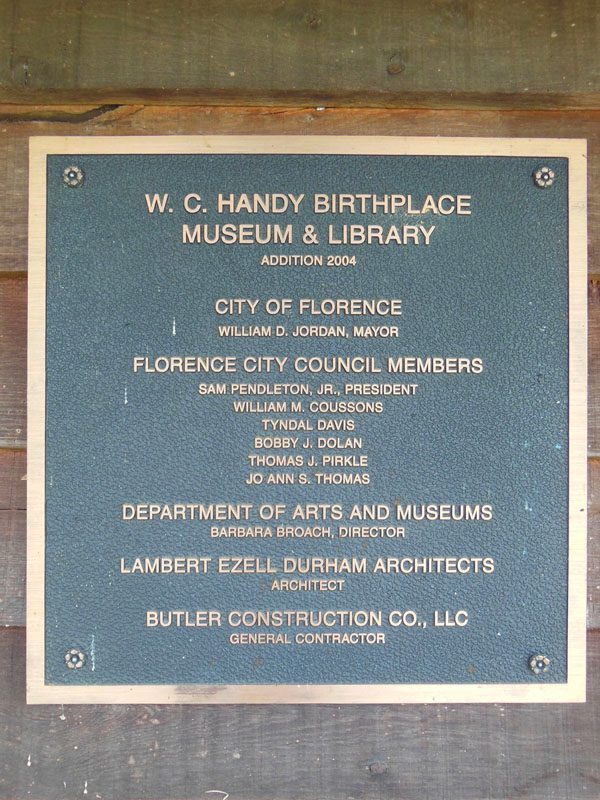 W. C. HANDY BIRTHPLACE
MUSEUM & LIBRARY
ADDITION 2004
CITY OF FLORENCE
WILLIAM D. JORDAN, MAYOR
FLORENCE CITY COUNCIL MEMBERS
SAM PENDLETON, JR., PRESIDENT
WILLIAM M. COUSSONS
TYNDAL DAVIS
BOBBY J. DOLAN
THOMAS J. PIRKLE
JO ANN S. THOMAS
DEPARTMENT OF ARTS AND MUSEUMS
BARBARA BROACH, DIRECTOR
LAMBERT EZELL DURHAM ARCHITECTS
ARCHITECT
BUTLER CONSTRUCTION CO., LLC
GENERAL CONTRACTOR